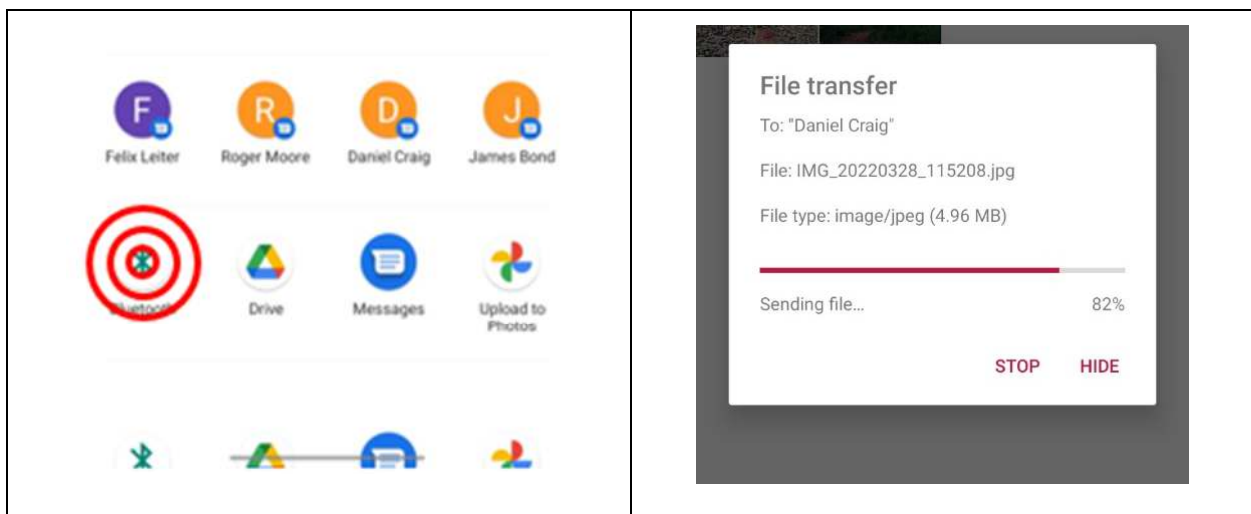 F R D J
Felix Leiter Roger Moore Daniel Craig James Bond
Bluetooth Drive Messages Upload to
Photos
File transfer
To: "Daniel Craig"
File: IMG_20220328_115208.jpg
File type: image/jpeg (4.96 MB)
Sending file... 82%
STOP HIDE